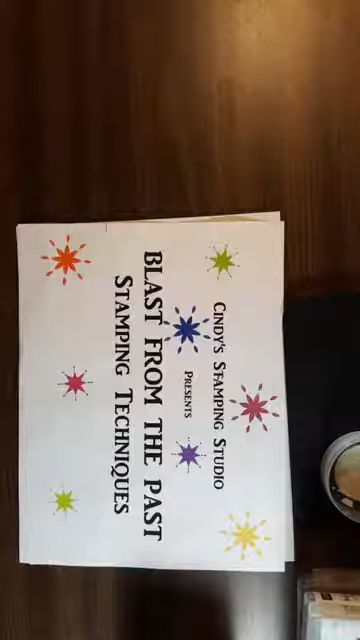 Cindy's Stamping Studio
Presents
Blast from the Past
Stamping Techniques